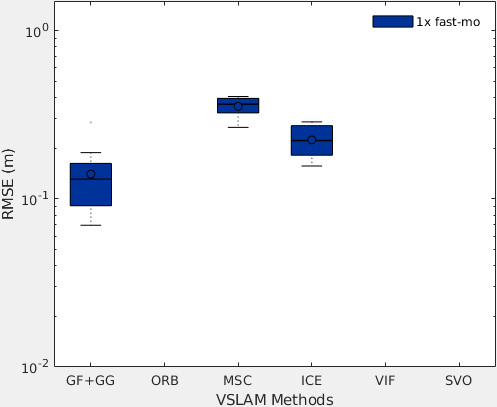 10^0
1x fast-mo
RMSE (m)
10^-1
10^-2
GF+GG ORB MSC ICE VIF SVO
VSLAM Methods